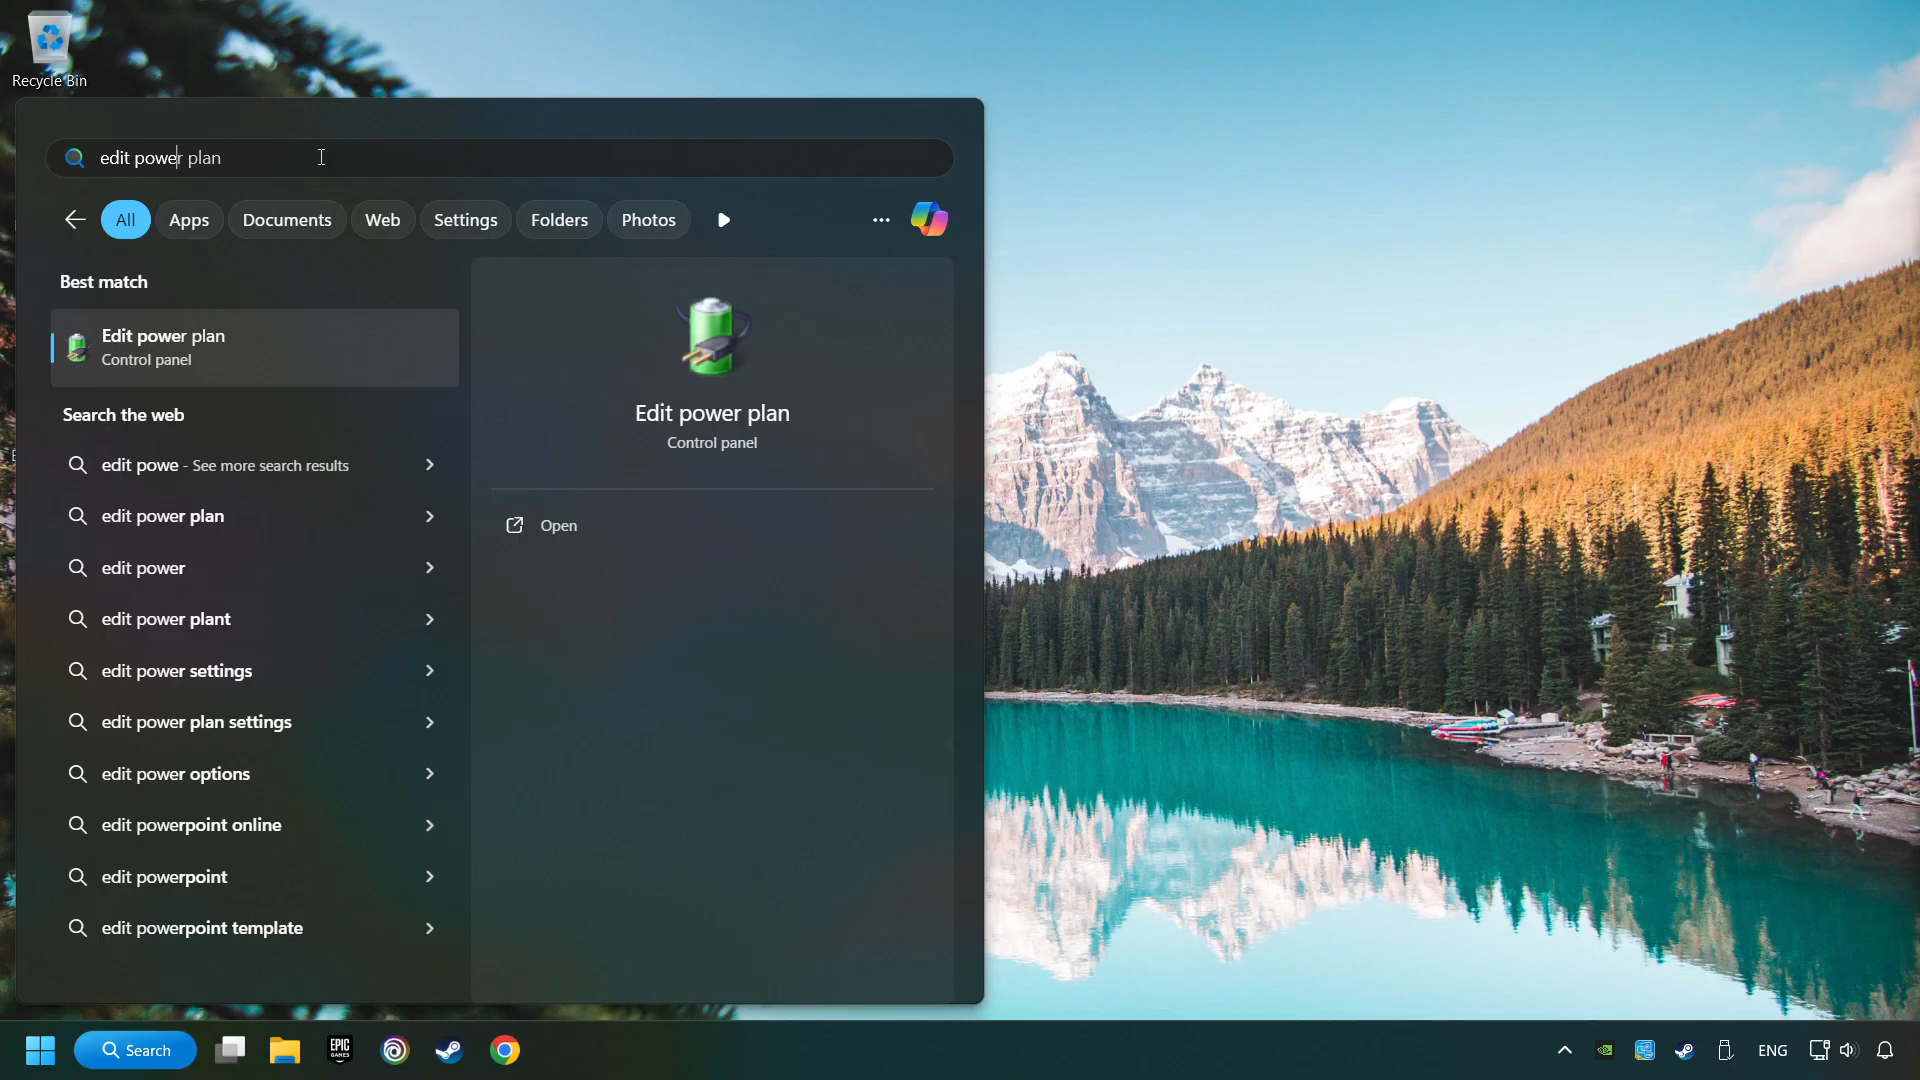 Recycle Bin
edit power plan
All
Apps
Documents
Web
Settings
Folders
Photos
Best match
Edit power plan
Control panel
Search the web
edit powe - See more search results
edit power plan
edit power
edit power plant
edit power settings
edit power plan settings
edit power options
edit powerpoint online
edit powerpoint
edit powerpoint template
Edit power plan
Control panel
Open
Search
EPIC
GAMES
ENG